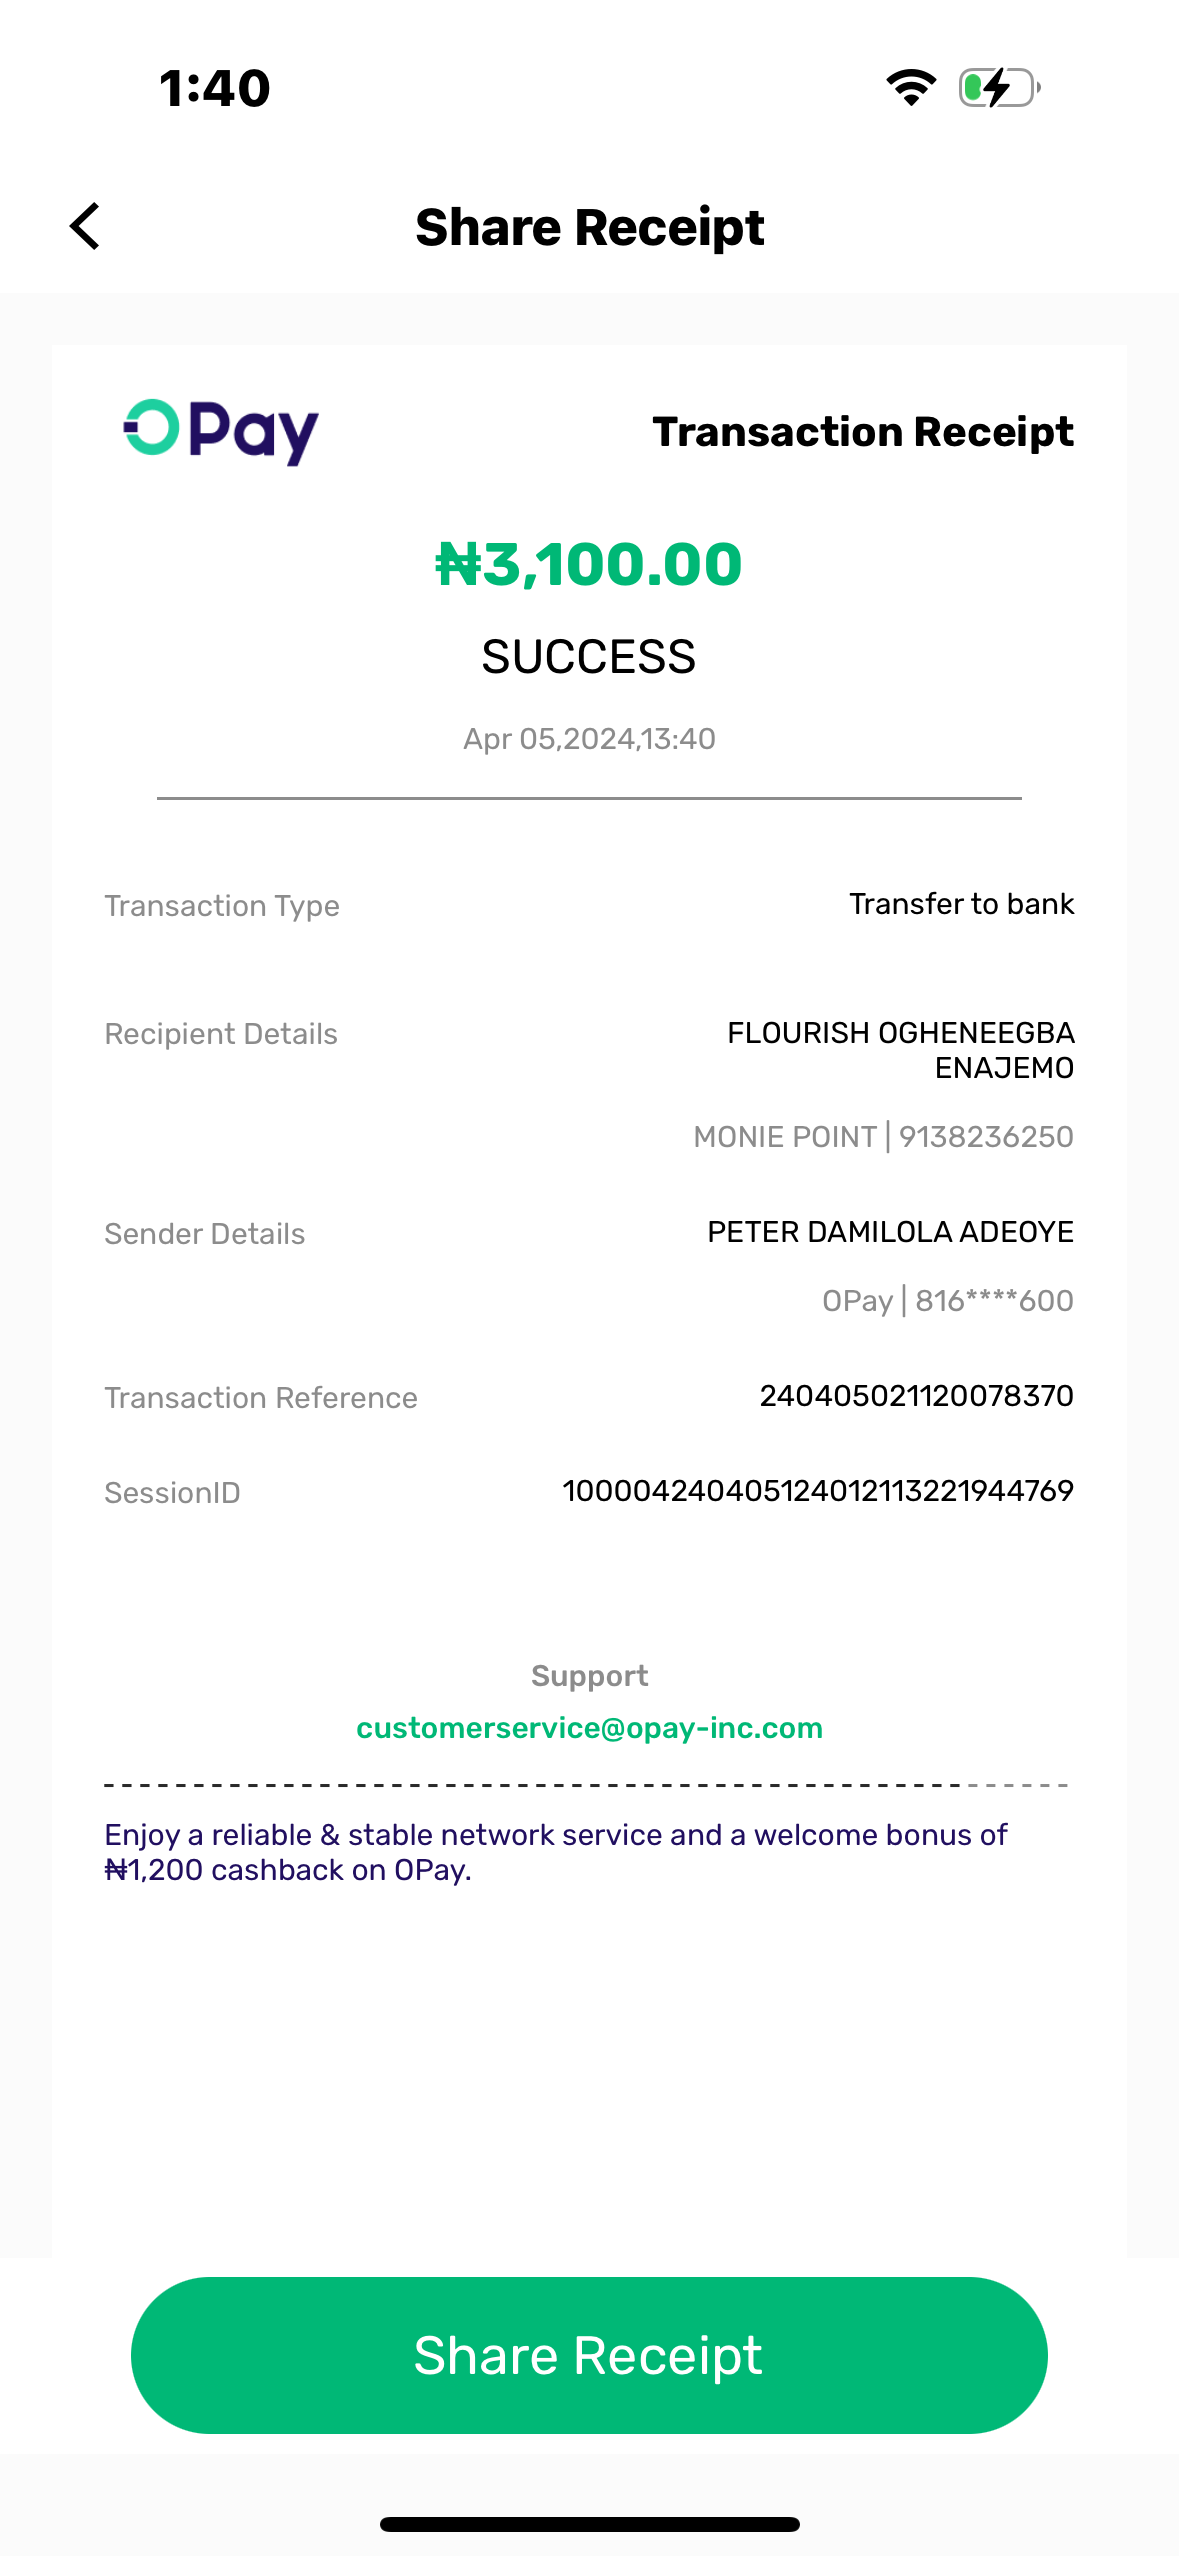 1:40
Share Receipt
OPay
Transaction Receipt
₦3,100.00
SUCCESS
Apr 05,2024,13:40
Transaction Type
Transfer to bank
Recipient Details
FLOURISH OGHENEEGBA
ENAJEMO
MONIE POINT | 9138236250
Sender Details
PETER DAMILOLA ADEOYE
OPay | 816****600
Transaction Reference
240405021120078370
SessionID
100004240405124012113221944769
Support
customerservice@opay-inc.com
Enjoy a reliable & stable network service and a welcome bonus of
₦1,200 cashback on OPay.
Share Receipt